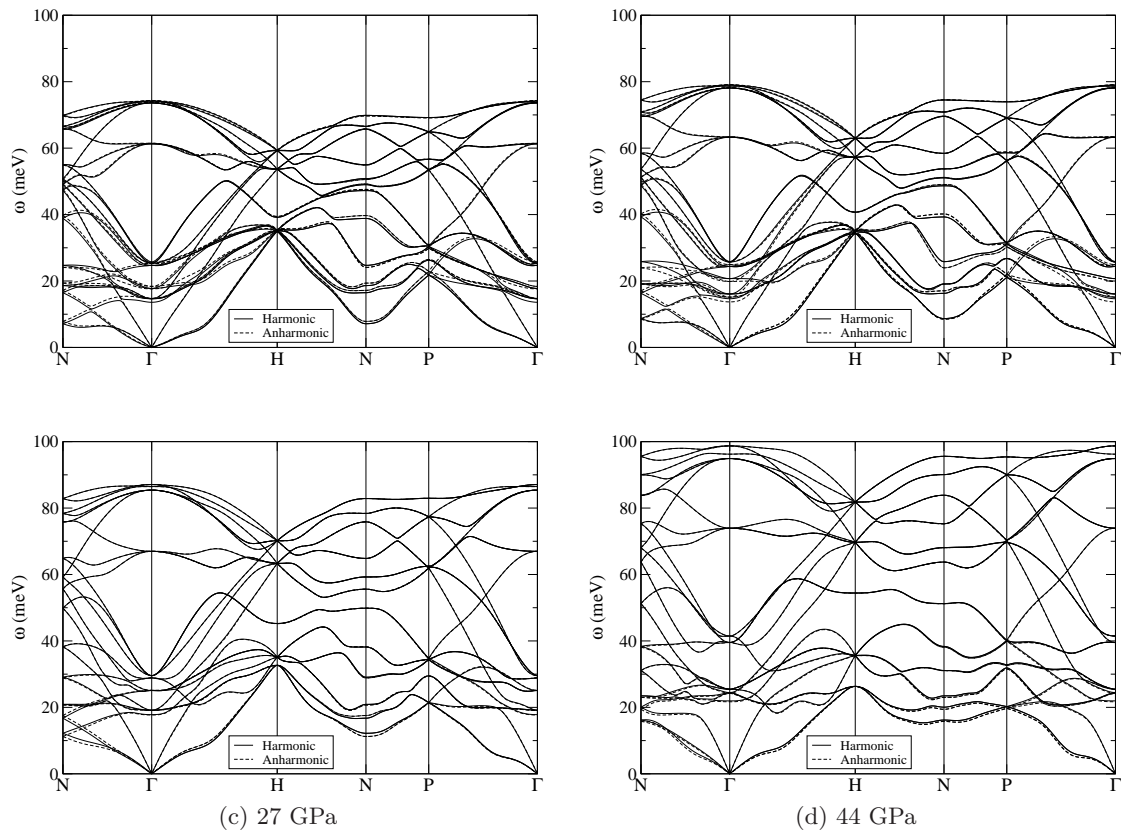 100
80
60
40
20
0
ω (meV)
Harmonic
Anharmonic
N Γ H N P Γ
100
80
60
40
20
0
ω (meV)
Harmonic
Anharmonic
N Γ H N P Γ
100
80
60
40
20
0
ω (meV)
Harmonic
Anharmonic
N Γ H N P Γ
(c) 27 GPa
100
80
60
40
20
0
ω (meV)
Harmonic
Anharmonic
N Γ H N P Γ
(d) 44 GPa